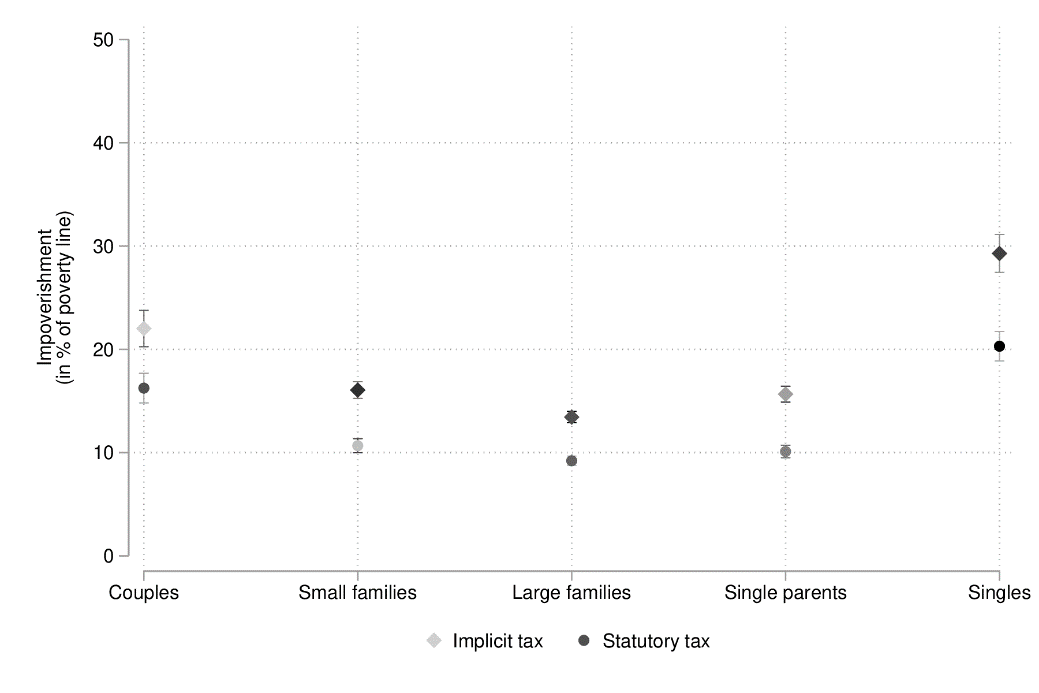 50
40
30
20
10
0
Impoverishment
(in % of poverty line)
Couples Small families Large families Single parents Singles
Implicit tax Statutory tax